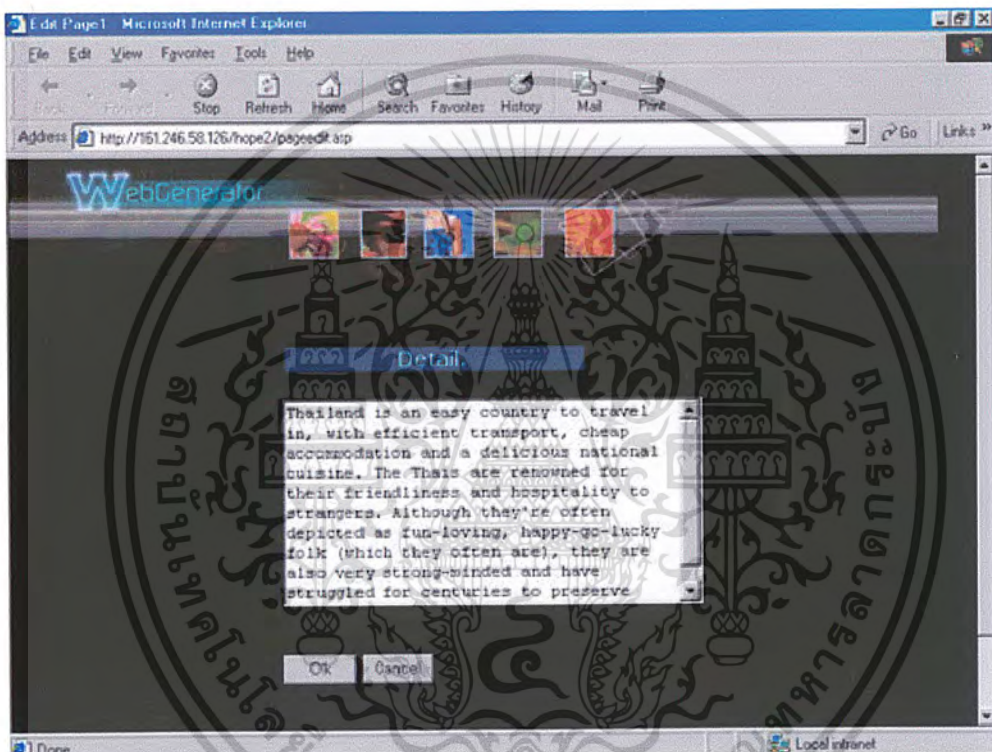 Edit Page1 Microsoft Internet Explorer
File Edit View Favorites Tools Help
Back Forward Stop Refresh Home Search Favorites History Mail Print
Address http://161.246.58.126/hope2/pageedit.asp Go Links »
WebGenerator
Detail.
Thailand is an easy country to travel
in, with efficient transport, cheap
accommodation and a delicious national
cuisine. The Thais are renowned for
their friendliness and hospitality to
strangers. Although they're often
depicted as fun-loving, happy-go-lucky
folk (which they often are), they are
also very strong-minded and have
struggled for centuries to preserve
Ok Cancel
Done Local intranet